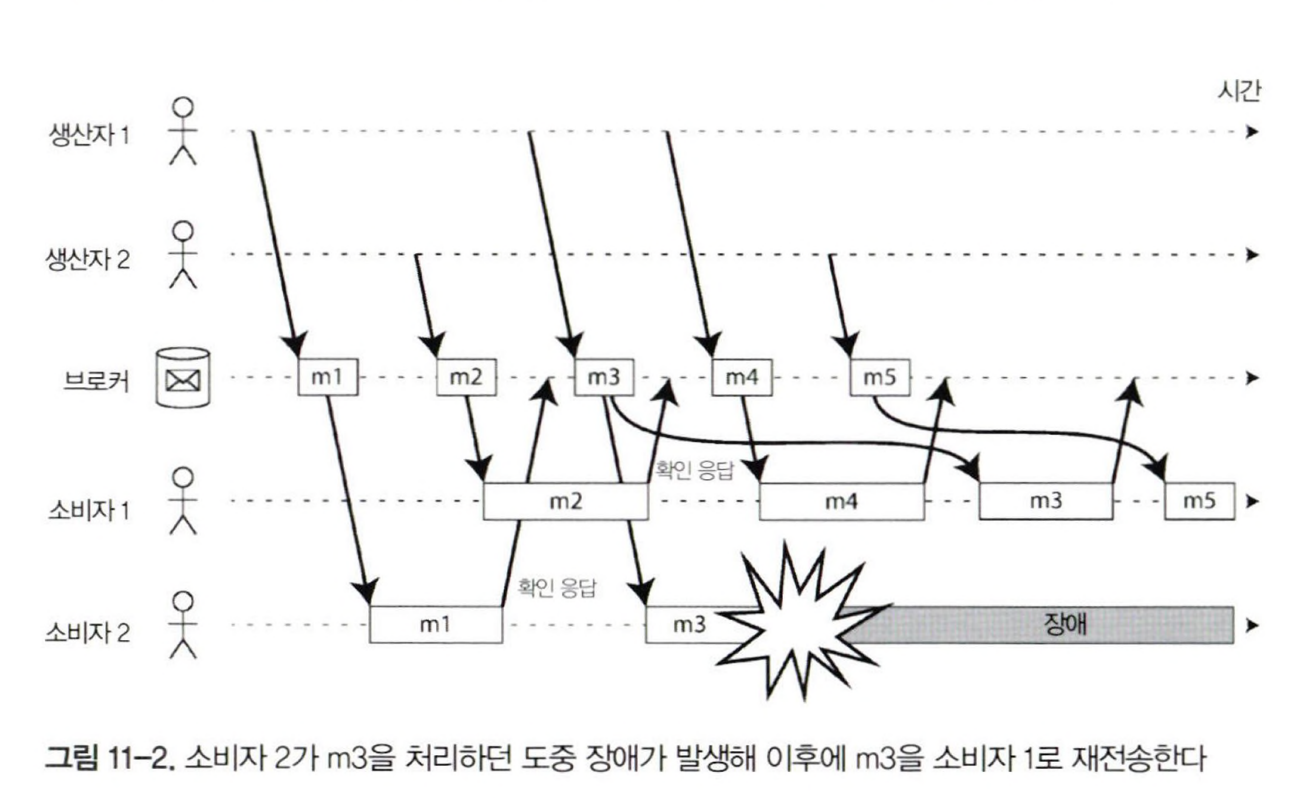 시간
생산자 1
생산자 2
브로커
m1
m2
m3
m4
m5
확인 응답
소비자 1
m2
m4
m3
m5
확인 응답
소비자 2
m1
m3
장애
그림 11-2. 소비자 2가 m3을 처리하던 도중 장애가 발생해 이후에 m3을 소비자 1로 재전송한다